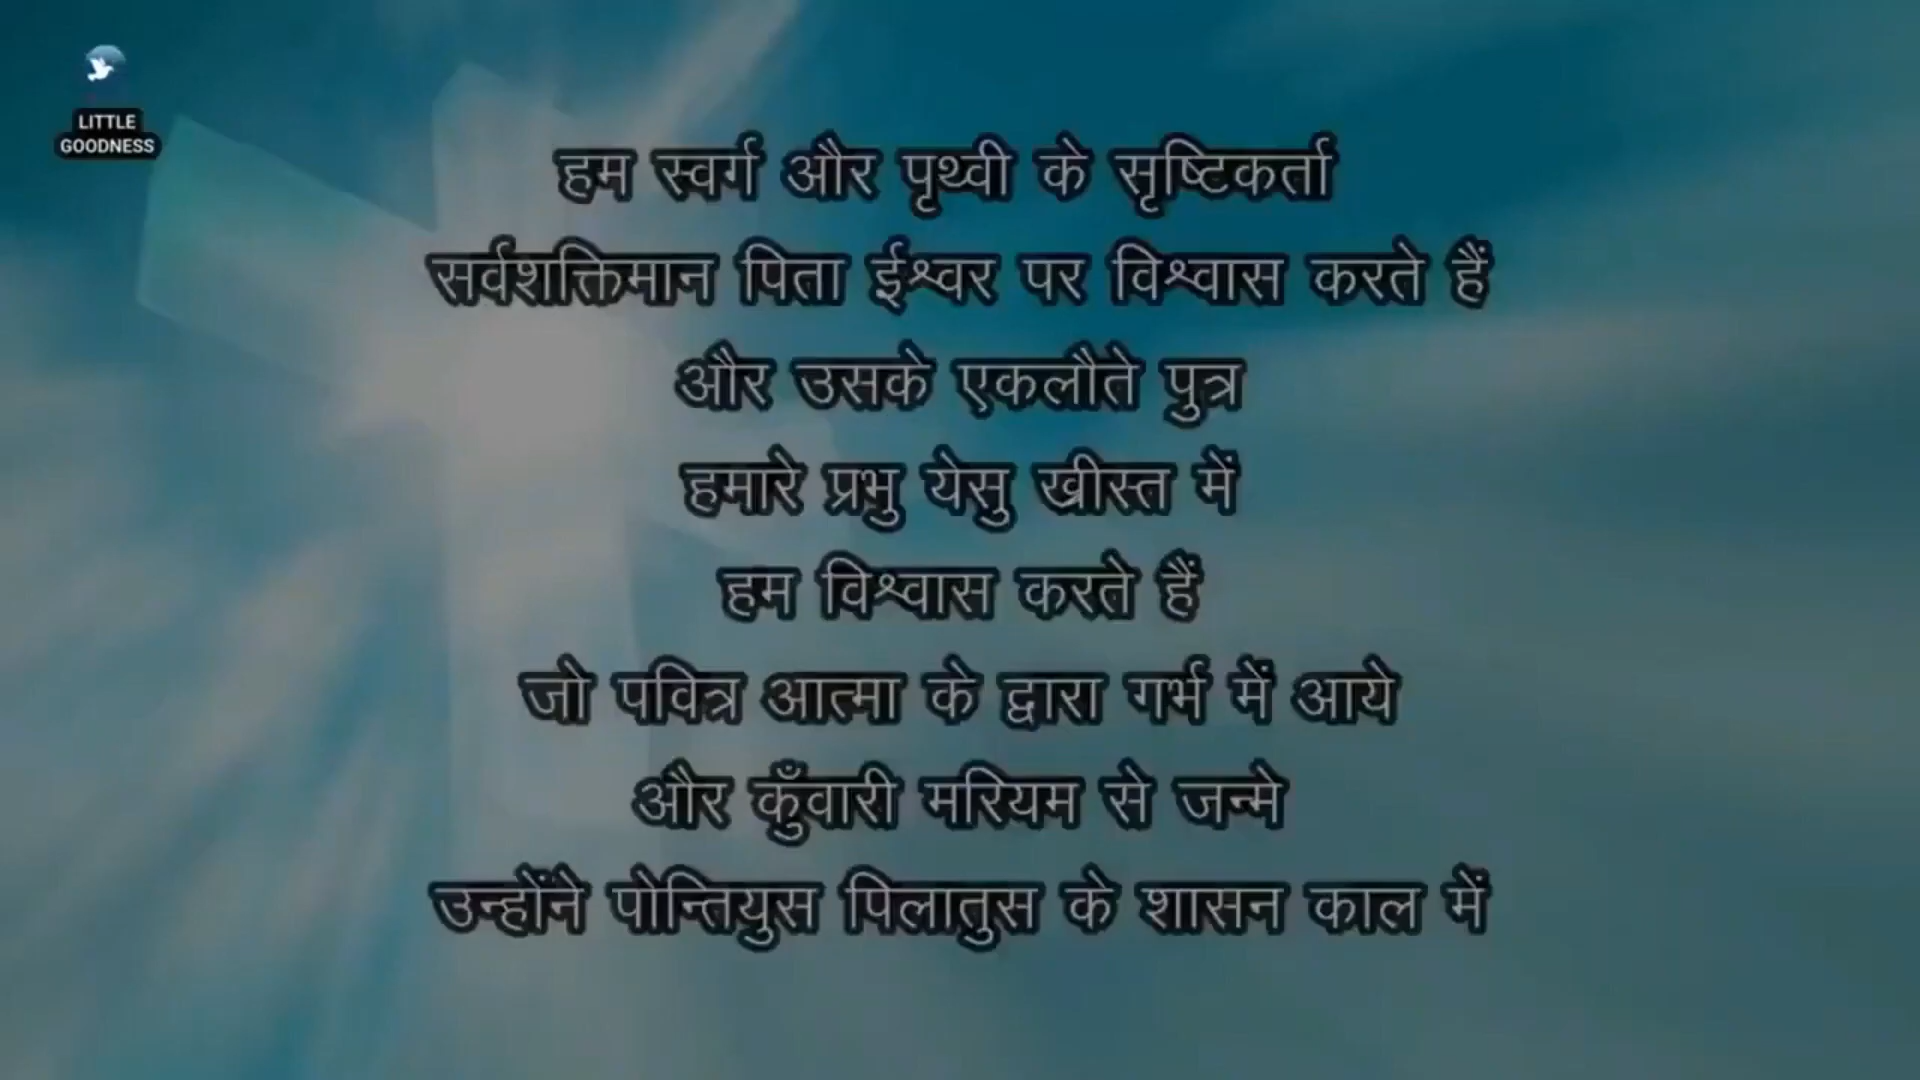 LITTLE
GOODNESS
हम स्वर्ग और पृथ्वी के सृष्टिकर्ता
सर्वशक्तिमान पिता ईश्वर पर विश्वास करते हैं
और उसके एकलौते पुत्र
हमारे प्रभु येसु ख्रीस्त में
हम विश्वास करते हैं
जो पवित्र आत्मा के द्वारा गर्भ में आये
और कुँवारी मरियम से जन्मे
उन्होंने पोन्तियुस पिलातुस के शासन काल में